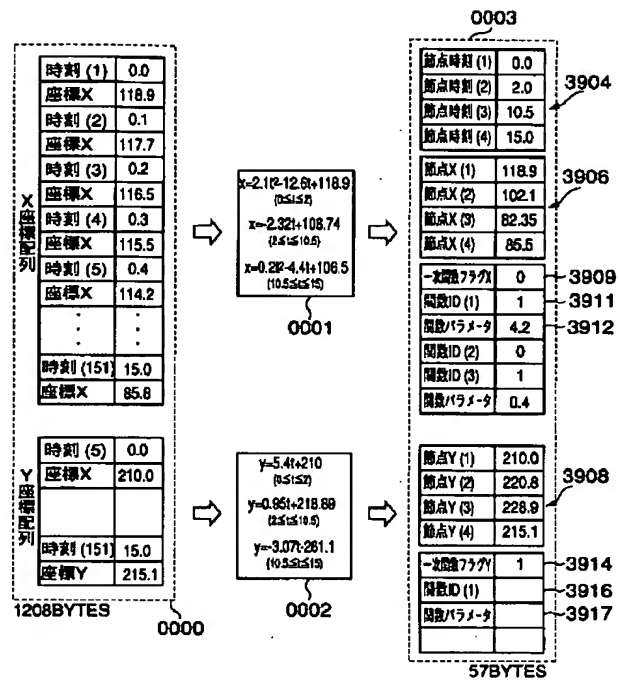 0003
時刻 (1) 0.0
座標X 118.9
時刻 (2) 0.1
座標X 117.7
時刻 (3) 0.2
座標X 116.5
時刻 (4) 0.3
座標X 115.5
時刻 (5) 0.4
座標X 114.2
時刻 (151) 15.0
座標X 85.8
X座標配列
時刻 (5) 0.0
座標X 210.0
時刻 (151) 15.0
座標Y 215.1
Y座標配列
1208BYTES
0000
x=2.1t²-12.6t+118.9
(0≤t≤2)
x=-2.32t+108.74
(2≤t≤10.5)
x=0.2t²-4.4t+106.5
(10.5≤t≤15)
0001
y=5.4t+210
(0≤t≤2)
y=0.95t+218.89
(2≤t≤10.5)
y=-3.07t-261.1
(10.5≤t≤15)
0002
節点時刻 (1) 0.0
節点時刻 (2) 2.0
節点時刻 (3) 10.5
節点時刻 (4) 15.0
3904
節点X (1) 118.9
節点X (2) 102.1
節点X (3) 82.35
節点X (4) 85.5
3906
一次関数フラグX 0
3909
関数ID (1) 1
3911
関数パラメータ 4.2
3912
関数ID (2) 0
関数ID (3) 1
関数パラメータ 0.4
節点Y (1) 210.0
節点Y (2) 220.8
節点Y (3) 228.9
節点Y (4) 215.1
3908
一次関数フラグY 1
3914
関数ID (1)
3916
関数パラメータ
3917
57BYTES